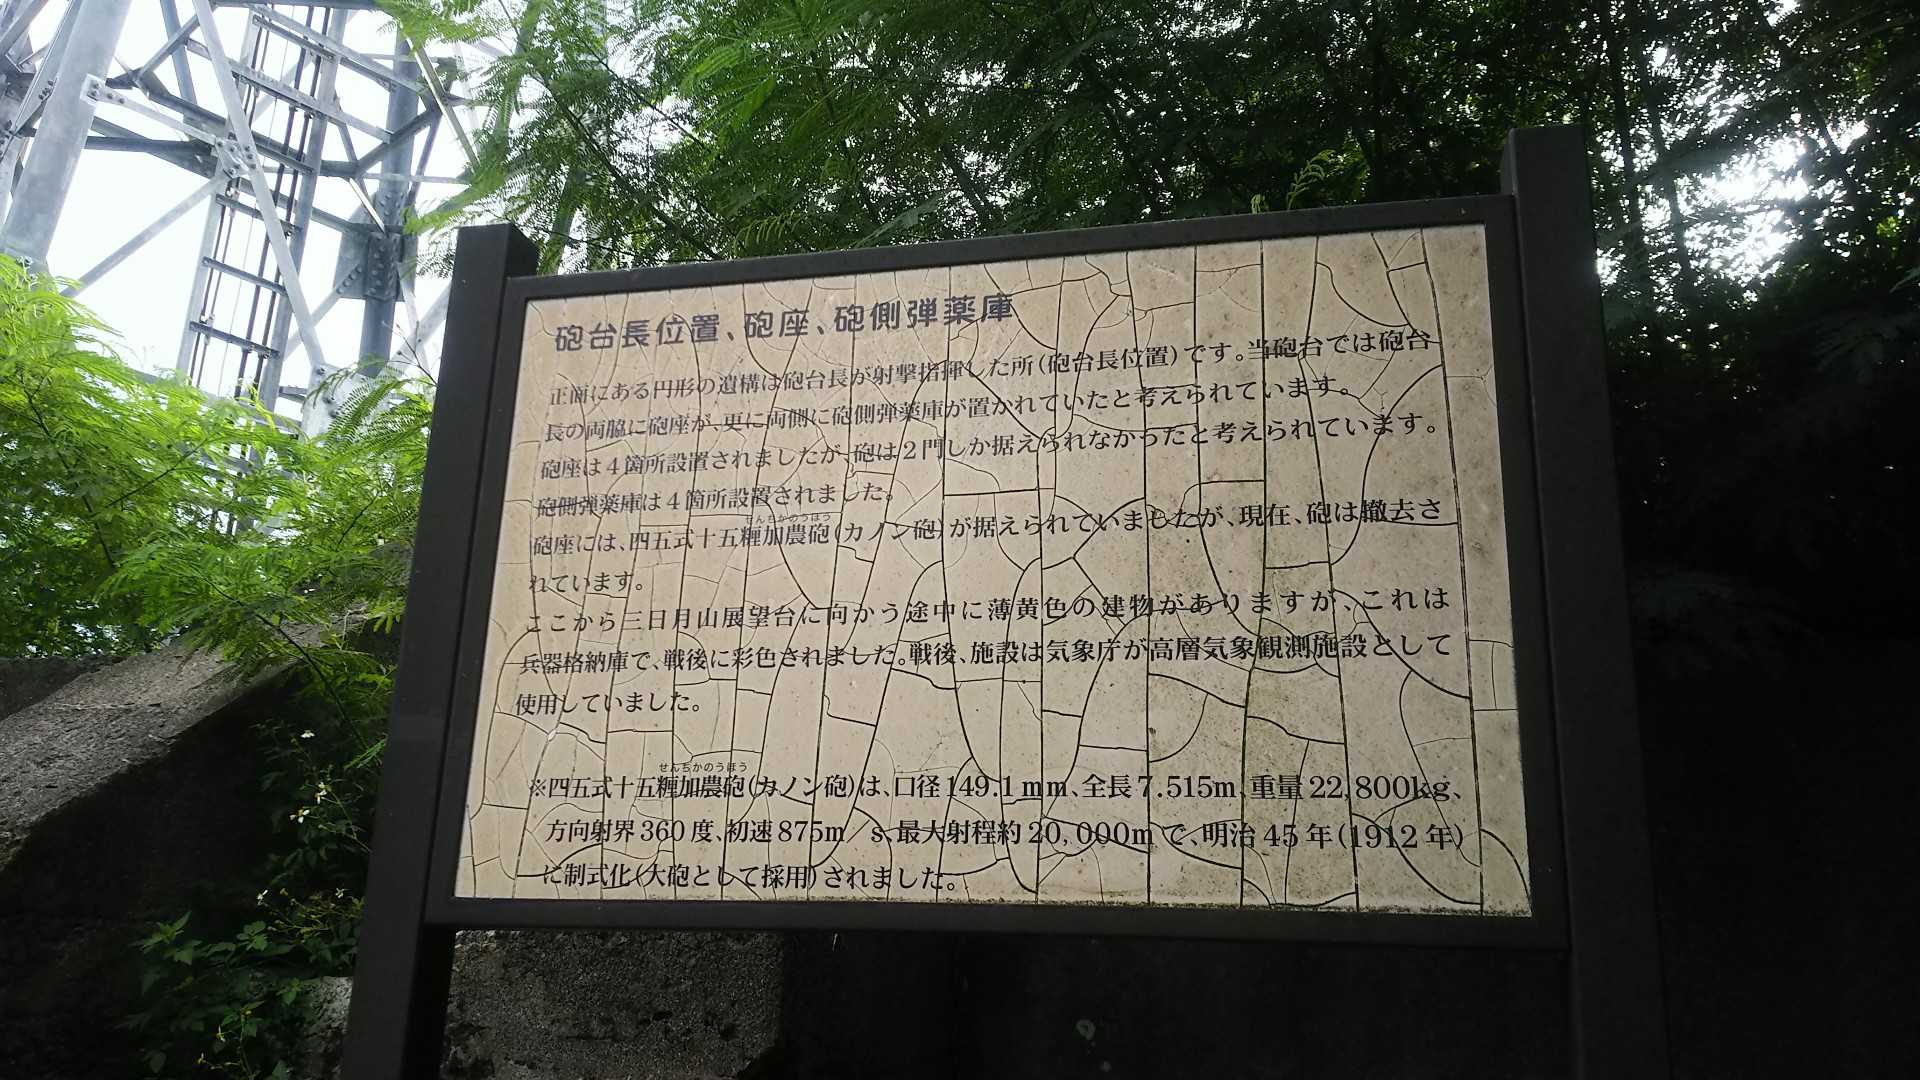 砲台長位置、砲座、砲側弾薬庫
正面にある円形の遺構は砲台長が射撃指揮した所(砲台長位置)です。当砲台では砲台
長の両脇に砲座が、更に両側に砲側弾薬庫が置かれていたと考えられています。
砲座は4箇所設置されましたが、砲は2門しか据えられなかったと考えられています。
砲側弾薬庫は4箇所設置されました。
せんちかのうほう
砲座には、四五式十五糎加農砲(カノン砲)が据えられていましたが、現在、砲は撤去さ
れています。
ここから三日月山展望台に向かう途中に薄黄色の建物がありますが、これは
兵器格納庫で、戦後に彩色されました。戦後、施設は気象庁が高層気象観測施設として
使用していました。
せんちかのうほう
※四五式十五糎加農砲(カノン砲)は、口径149.1mm、全長7.515m、重量22,800kg、
方向射界360度、初速875m/s、最大射程約20,000mで、明治45年(1912年)
に制式化(大砲として採用)されました。